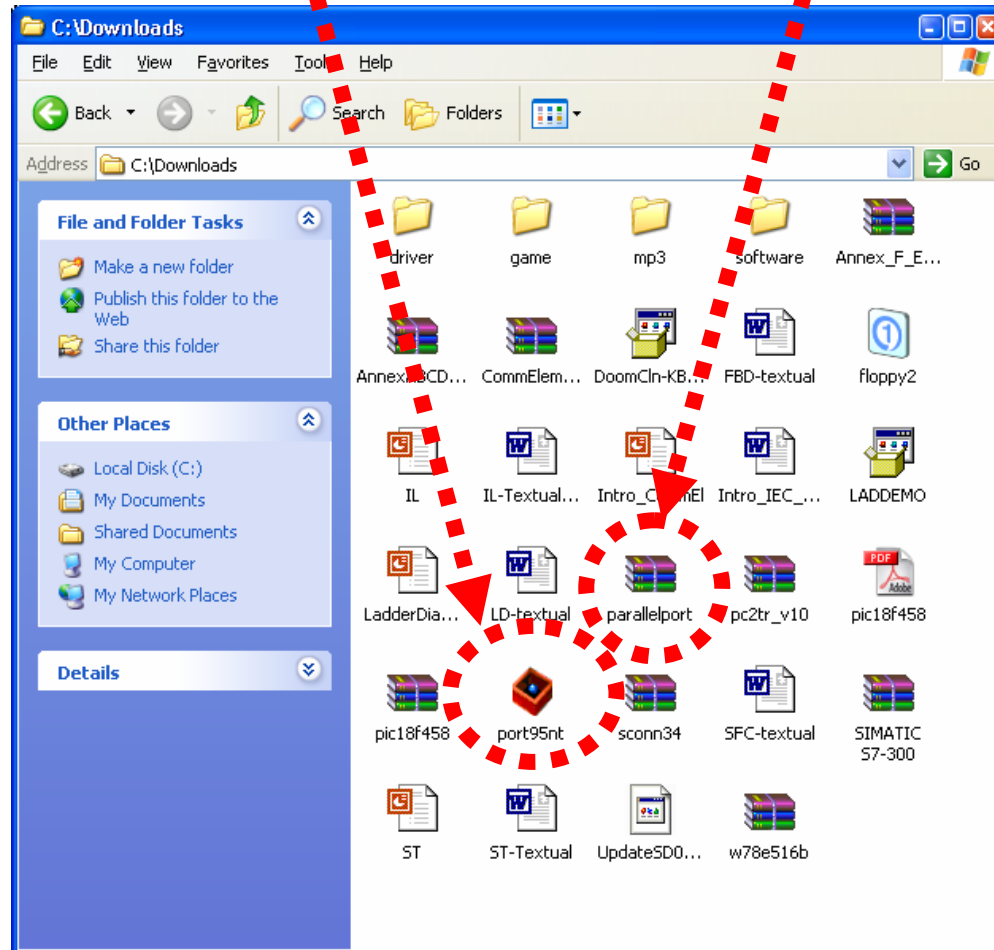 C:\Downloads
File Edit View Favorites Tools Help
Back Search Folders
Address C:\Downloads Go
File and Folder Tasks
Make a new folder
Publish this folder to the
Web
Share this folder
Other Places
Local Disk (C:)
My Documents
Shared Documents
My Computer
My Network Places
Details
driver game mp3 software Annex_F_E...
AnnexABCD... CommElem... DoomCln-KB... FBD-textual floppy2
IL IL-Textual... Intro_CommEl Intro_IEC_... LADDEMO
LadderDia... LD-textual parallelport pc2tr_v10 pic18f458
pic18f458 port95nt sconn34 SFC-textual SIMATIC
S7-300
ST ST-Textual UpdateSD0... w78e516b